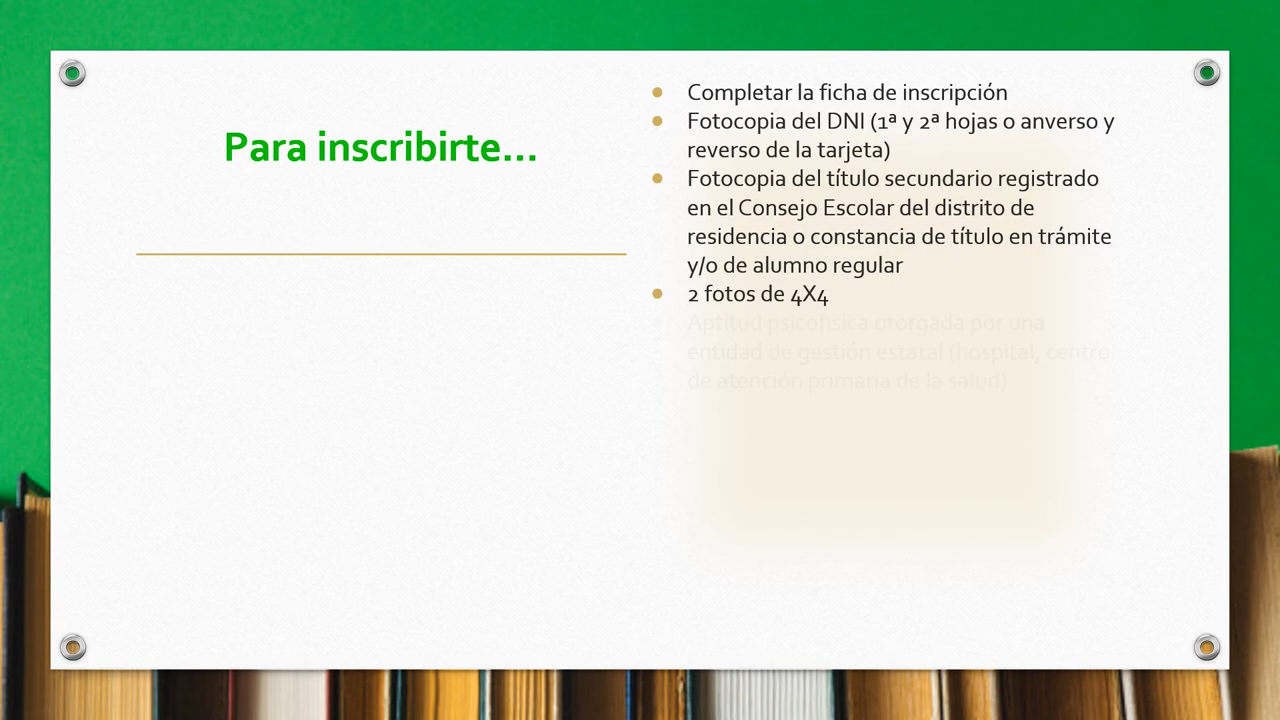 Para inscribirte...
Completar la ficha de inscripción
Fotocopia del DNI (1ª y 2ª hojas o anverso y
reverso de la tarjeta)
Fotocopia del título secundario registrado
en el Consejo Escolar del distrito de
residencia o constancia de título en trámite
y/o de alumno regular
2 fotos de 4X4
Aptitud psicofísica otorgada por una
entidad de gestión estatal (hospital, centro
de atención primaria de la salud)